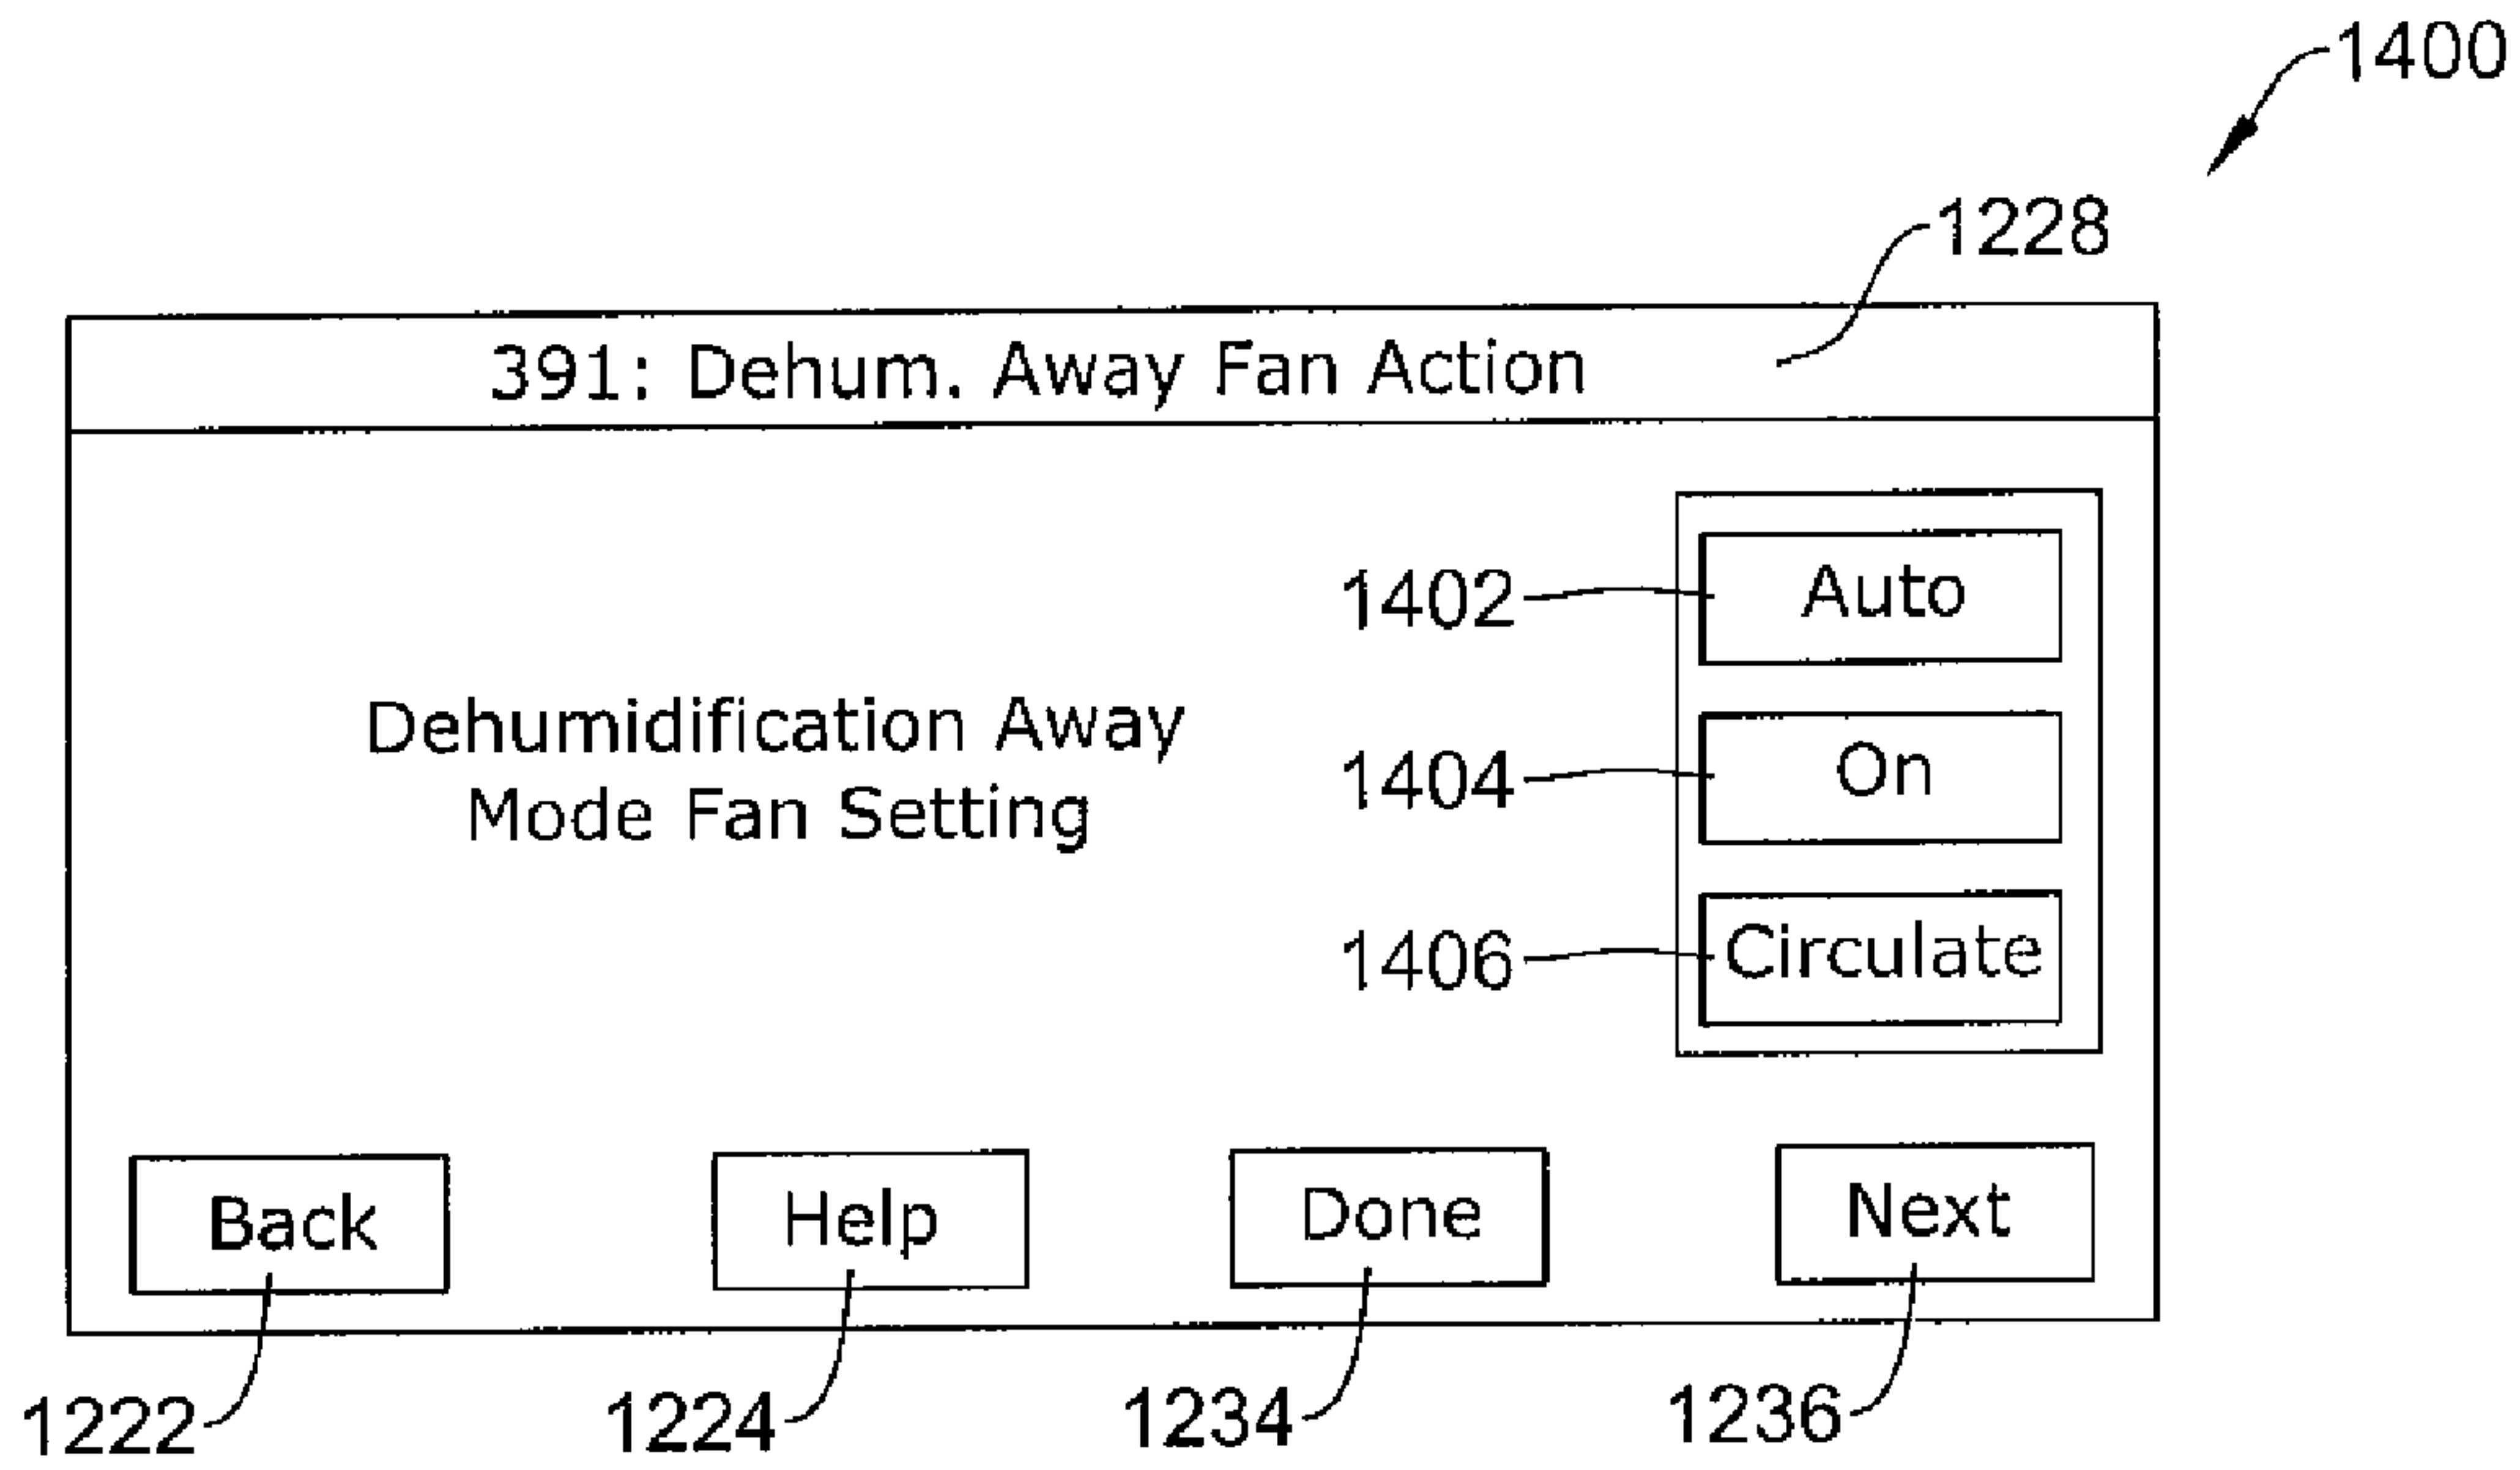 1400
1228
391: Dehum. Away Fan Action
1402
Auto
Dehumidification Away
Mode Fan Setting
1404
On
1406
Circulate
Back
Help
Done
Next
1222
1224
1234
1236